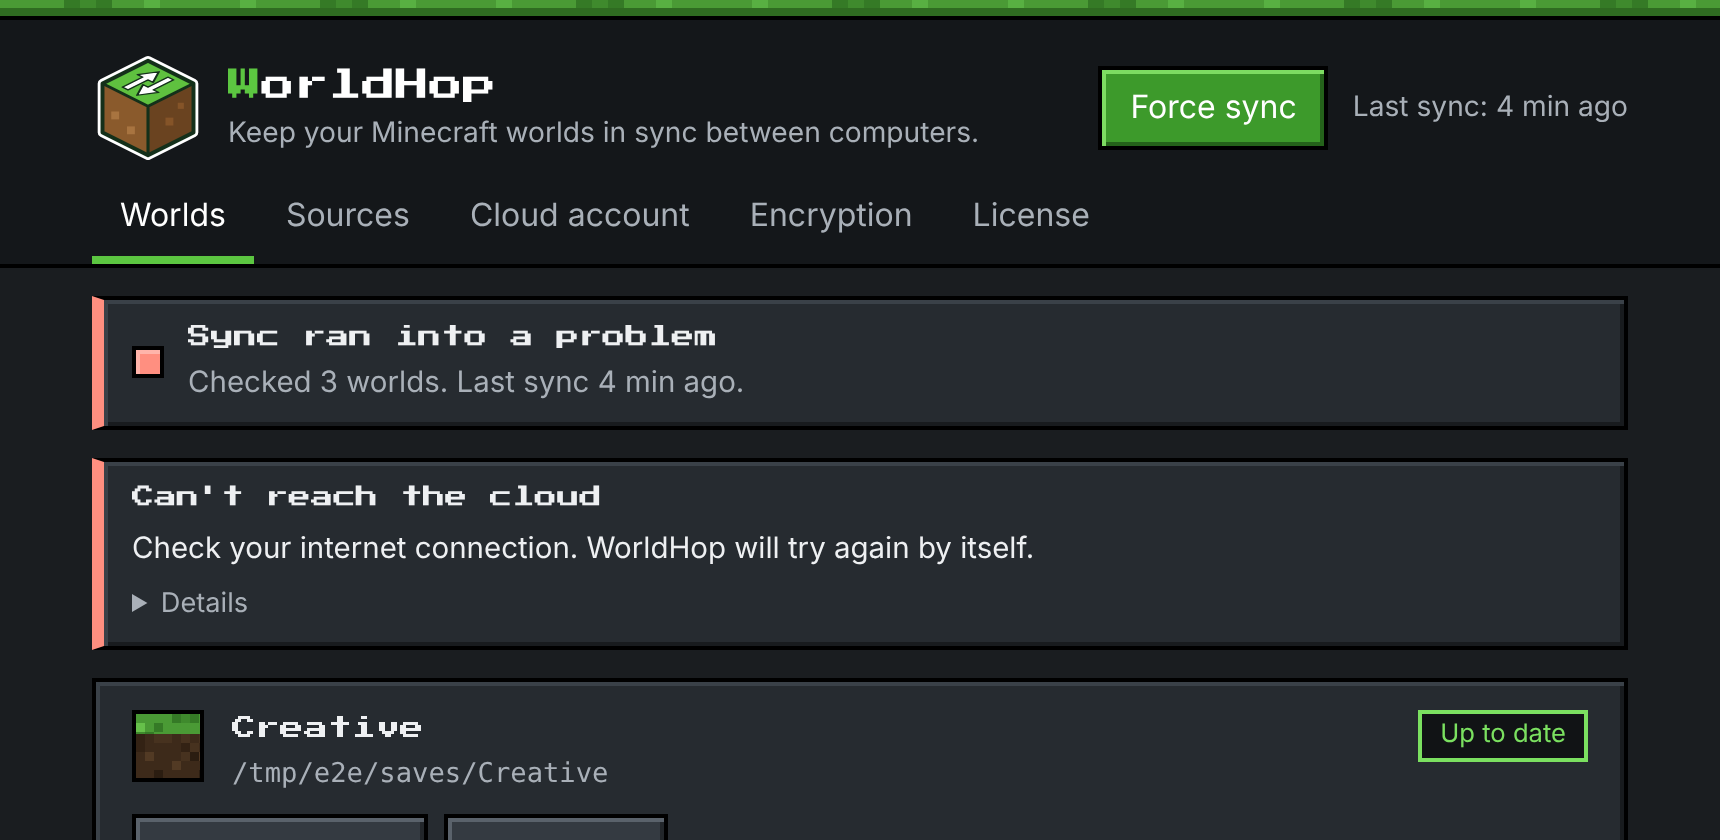 WorldHop
Keep your Minecraft worlds in sync between computers.
Force sync
Last sync: 4 min ago
Worlds
Sources
Cloud account
Encryption
License
Sync ran into a problem
Checked 3 worlds. Last sync 4 min ago.
Can't reach the cloud
Check your internet connection. WorldHop will try again by itself.
Details
Creative
Up to date
/tmp/e2e/saves/Creative